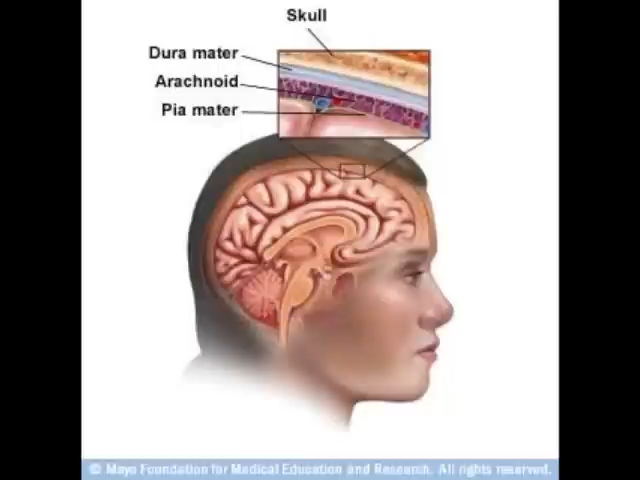 Skull
Dura mater
Arachnoid
Pia mater
© Mayo Foundation for Medical Education and Research. All rights reserved.